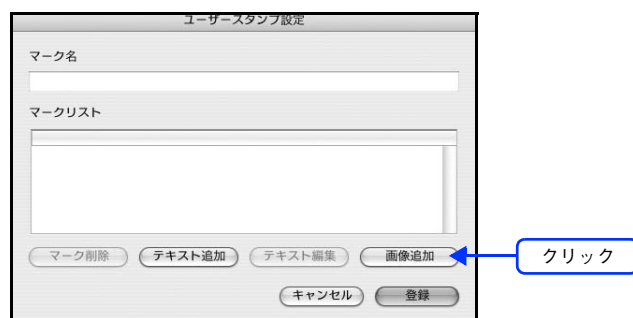 ユーザースタンプ設定
マーク名
マークリスト
マーク削除 テキスト追加 テキスト編集 画像追加 クリック
キャンセル 登録